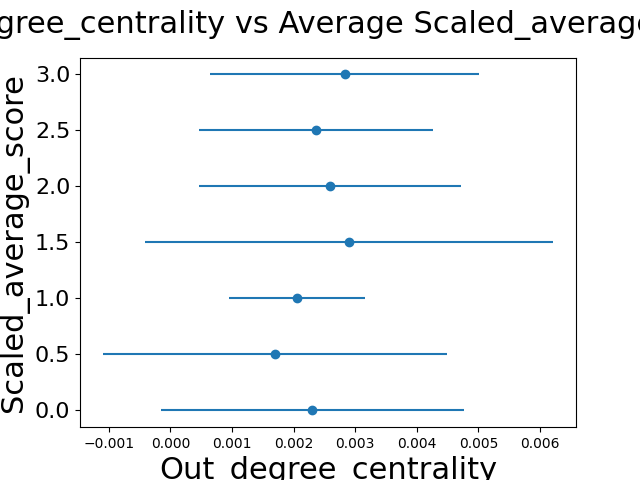 gree_centrality vs Average Scaled_average
Scaled_average_score
3.0
2.5
2.0
1.5
1.0
0.5
0.0
−0.001 0.000 0.001 0.002 0.003 0.004 0.005 0.006
Out_degree_centrality